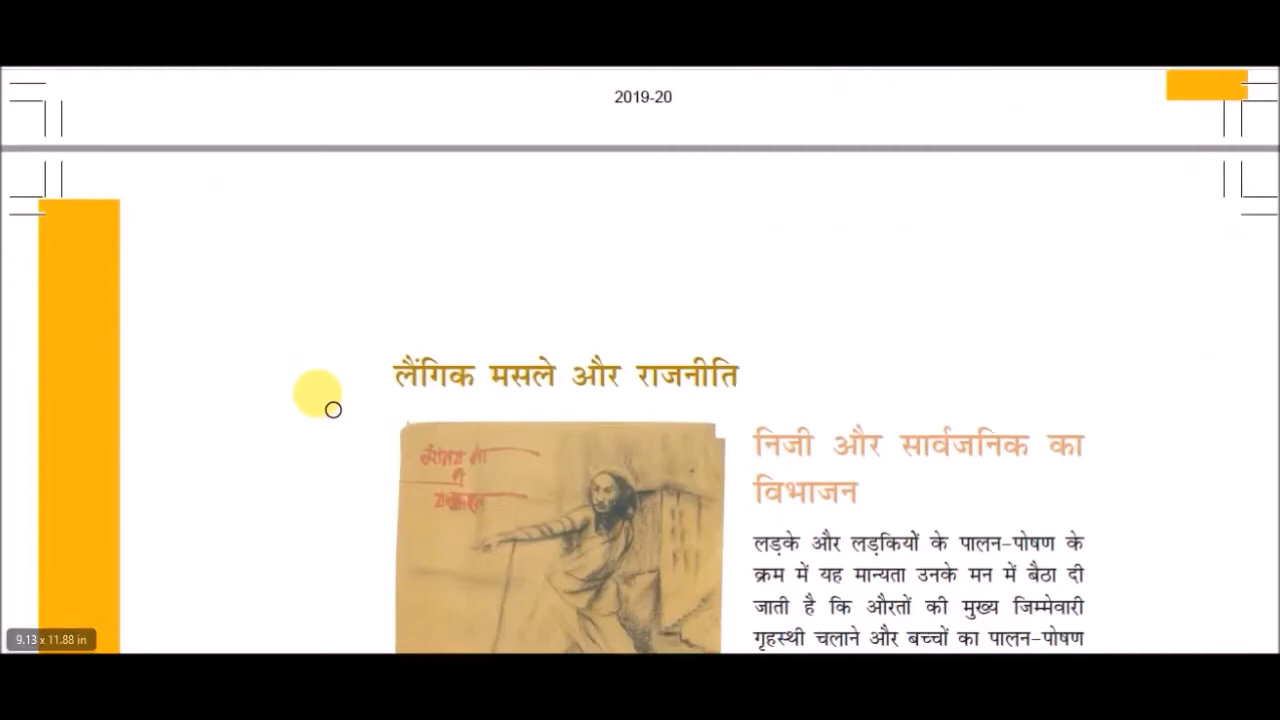 2019-20
लैंगिक मसले और राजनीति
निजी और सार्वजनिक का
विभाजन
लड़के और लड़कियों के पालन-पोषण के
क्रम में यह मान्यता उनके मन में बैठा दी
जाती है कि औरतों की मुख्य जिम्मेवारी
गृहस्थी चलाने और बच्चों का पालन-पोषण
9.13 x 11.88 in